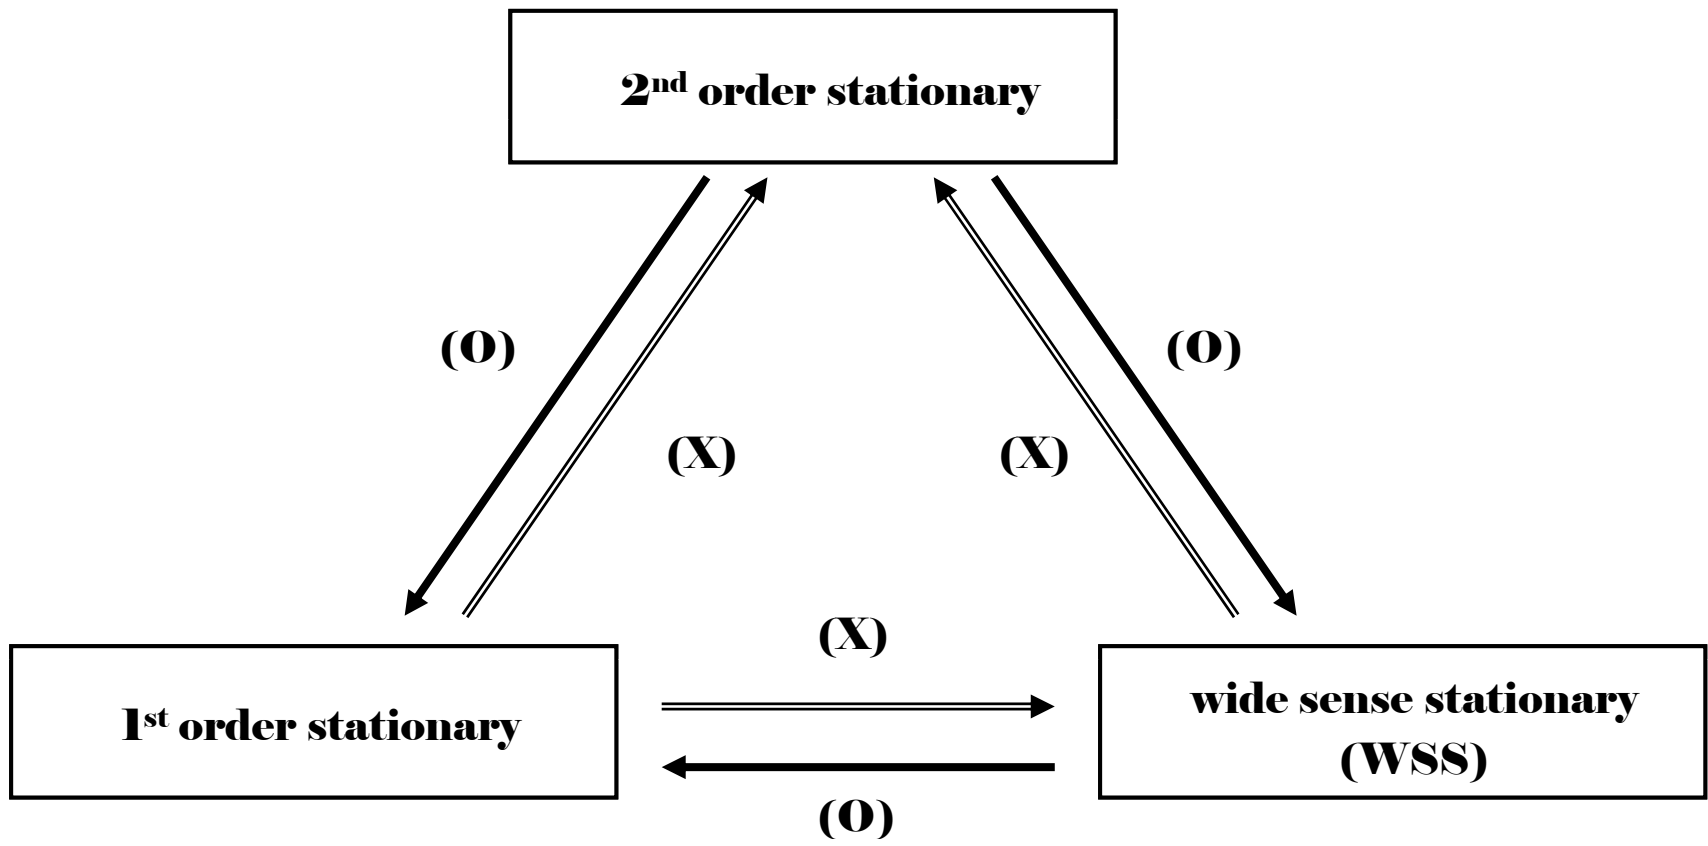 2nd order stationary
(O)
(O)
(X)
(X)
(X)
1st order stationary
wide sense stationary
(WSS)
(O)